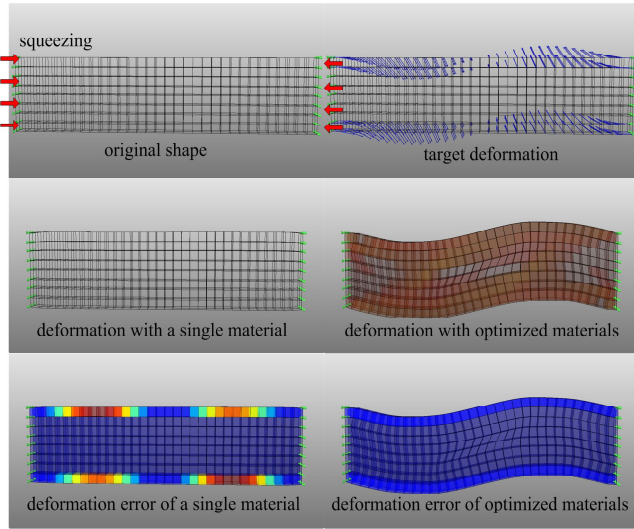 squeezing
original shape
target deformation
deformation with a single material
deformation with optimized materials
deformation error of a single material
deformation error of optimized materials